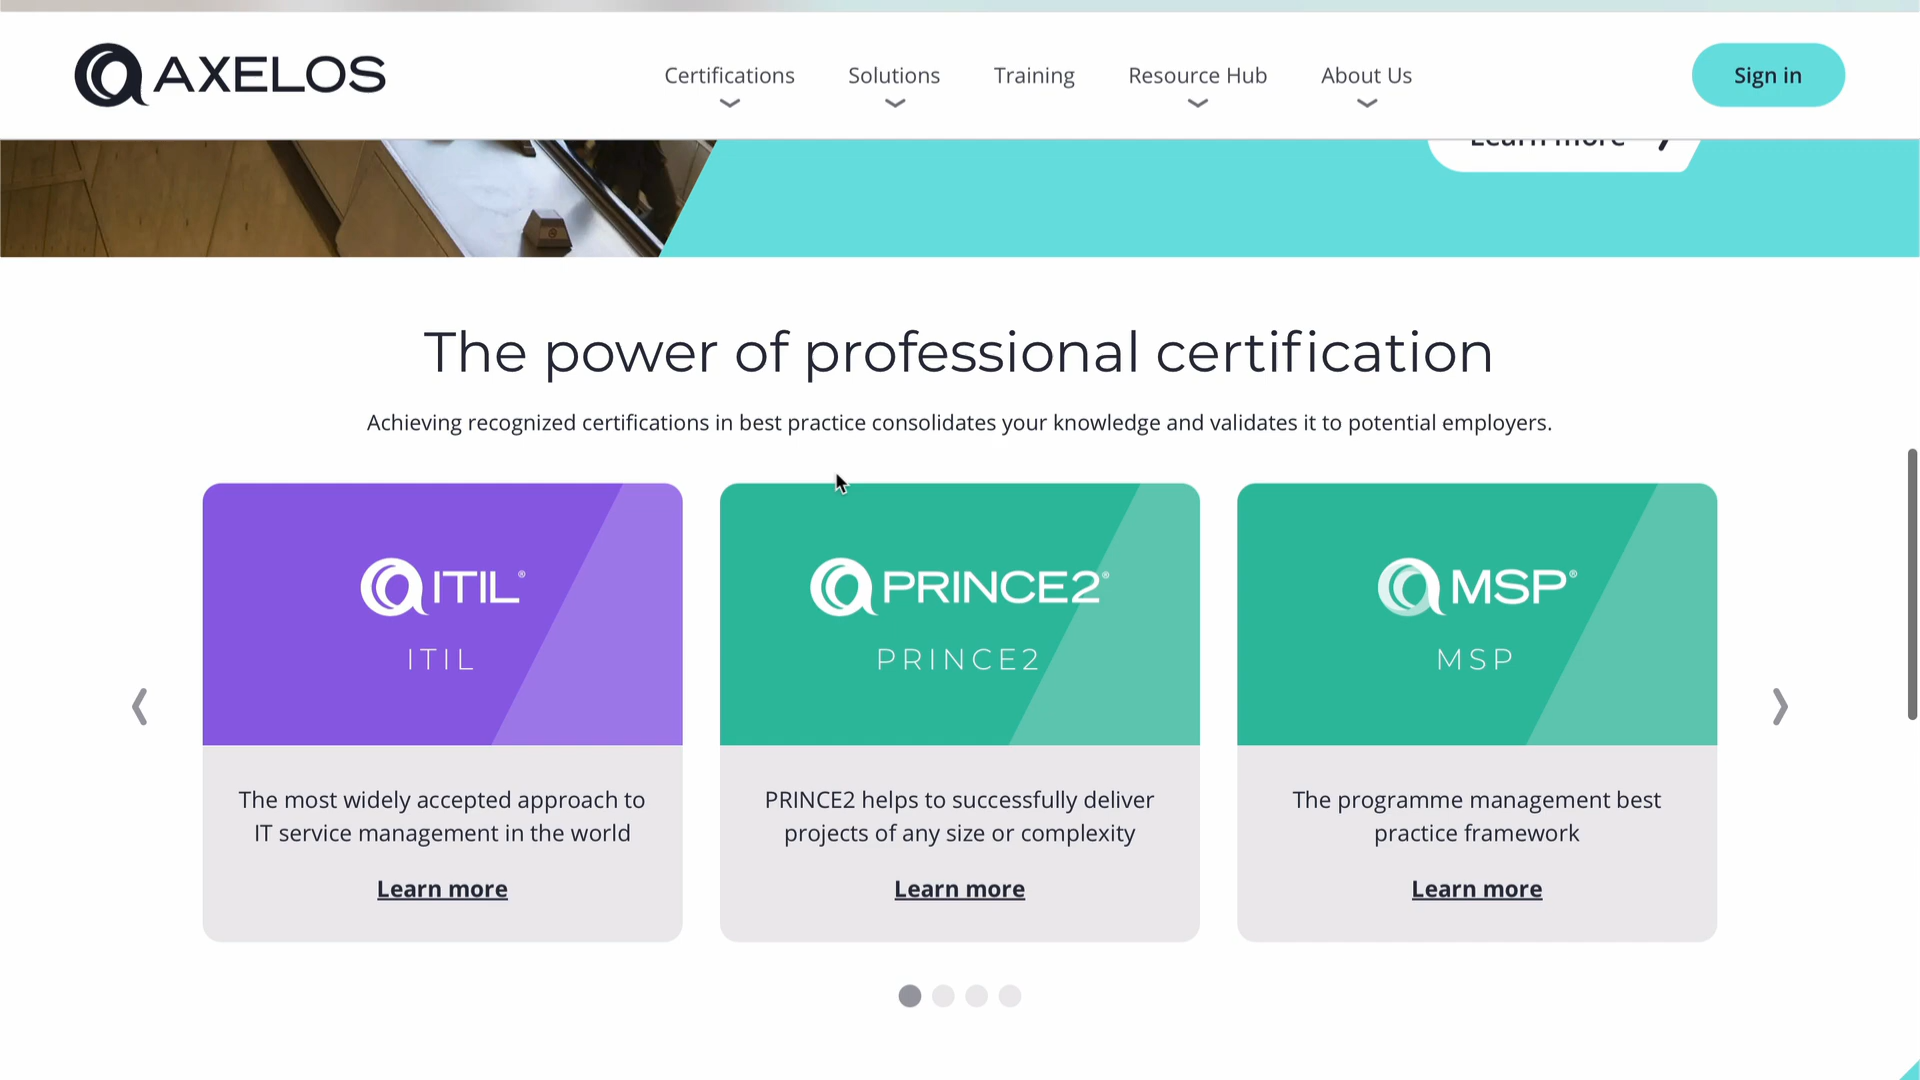 AXELOS
Certifications
Solutions
Training
Resource Hub
About Us
Sign in
Learn more
The power of professional certification
Achieving recognized certifications in best practice consolidates your knowledge and validates it to potential employers.
ITIL®
ITIL
The most widely accepted approach to
IT service management in the world
Learn more
PRINCE2®
PRINCE2
PRINCE2 helps to successfully deliver
projects of any size or complexity
Learn more
MSP®
MSP
The programme management best
practice framework
Learn more